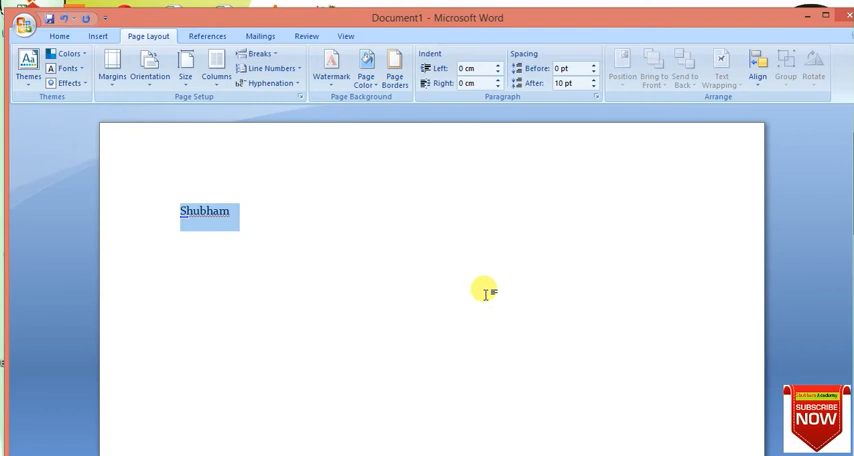 Document1 - Microsoft Word
Home Insert Page Layout References Mailings Review View
Themes
Colors
Fonts
Effects
Themes
Margins
Orientation
Size
Columns
Breaks
Line Numbers
Hyphenation
Page Setup
Watermark
Page Color
Page Borders
Page Background
Indent
Left: 0 cm
Right: 0 cm
Spacing
Before: 0 pt
After: 10 pt
Paragraph
Position
Bring to Front
Send to Back
Text Wrapping
Align
Group
Rotate
Arrange
Shubham
SUBSCRIBE
NOW